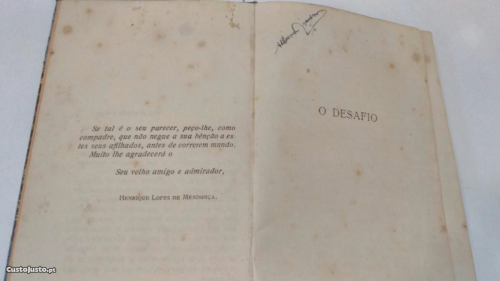 Se tal é o seu parecer, peço-lhe, como
compadre, que não negue a sua bênção a es-
tes seus afilhados, antes de correrem mundo.
Muito lhe agradecerá o
Seu velho amigo e admirador,
HENRIQUE LOPES DE MENDONÇA.
O DESAFIO
CustoJusto.pt